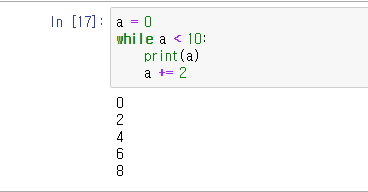 In [17]: a = 0
while a < 10:
    print(a)
    a += 2
0
2
4
6
8